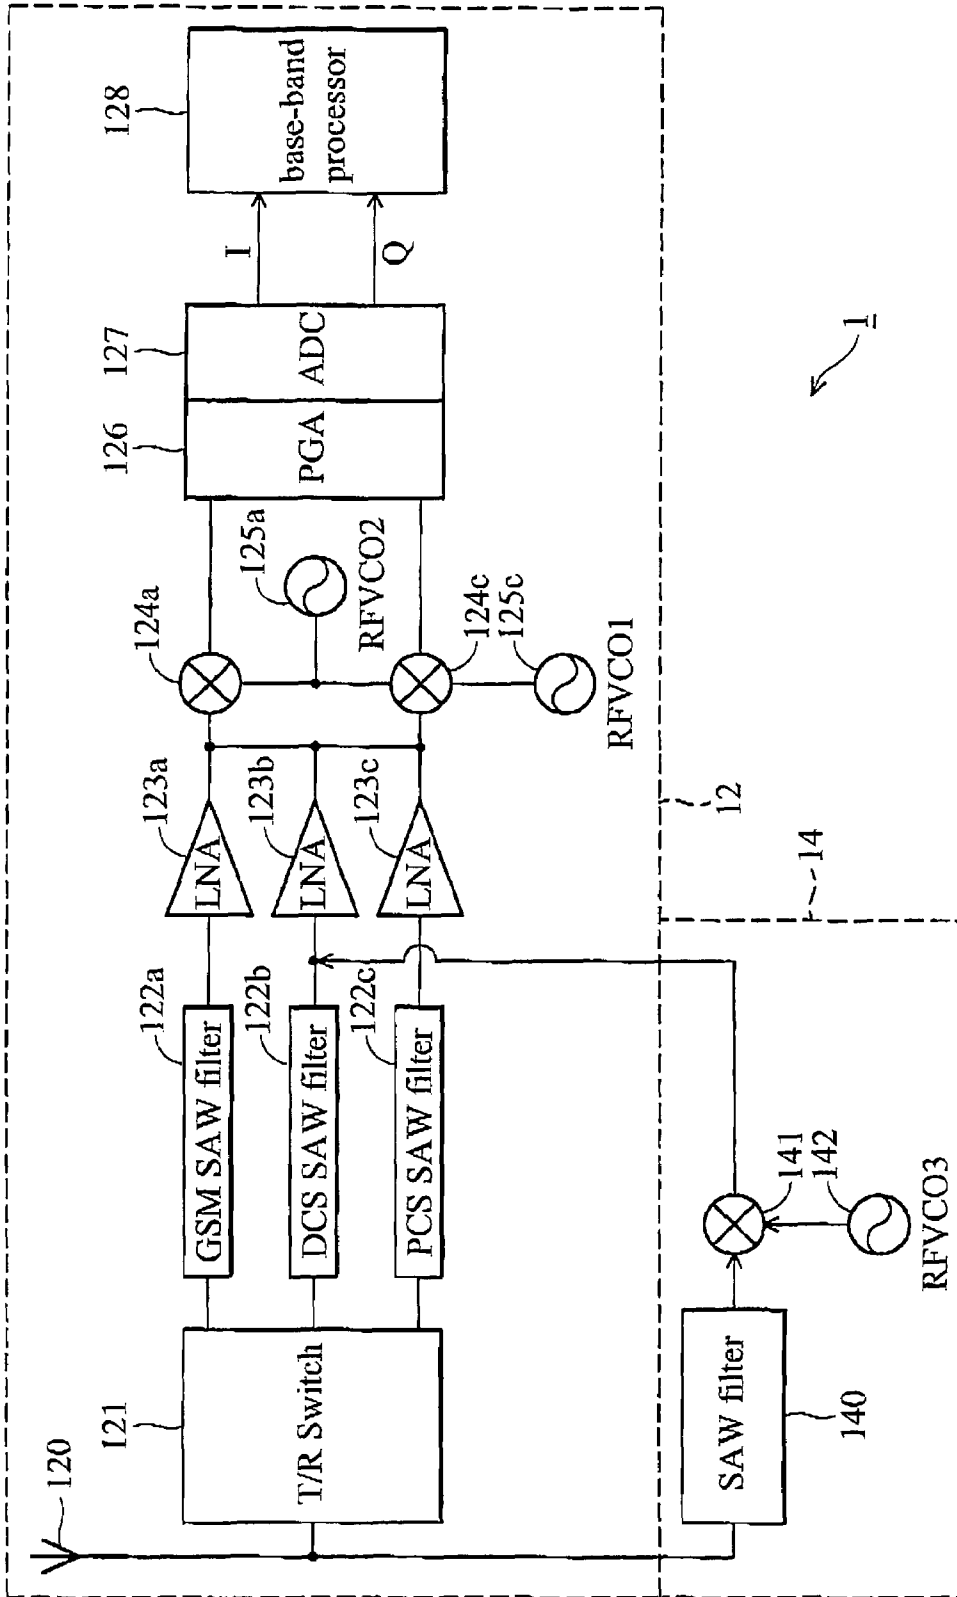 120
121
T/R Switch
122a
GSM SAW filter
122b
DCS SAW filter
122c
PCS SAW filter
123a
LNA
123b
LNA
123c
LNA
124a
125a
RFVCO2
124c
125c
RFVCO1
126
PGA
127
ADC
I
Q
128
base-band
processor
12
14
140
SAW filter
141
142
RFVCO3
1